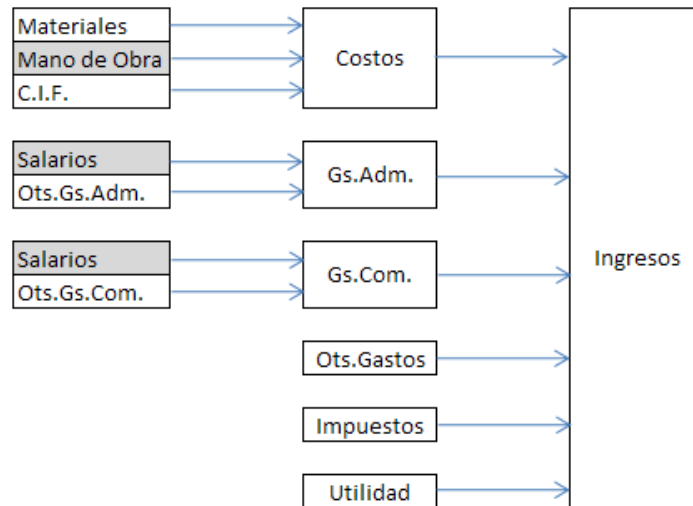 Materiales
Mano de Obra
C.I.F.
Costos
Salarios
Ots.Gs.Adm.
Gs.Adm.
Salarios
Ots.Gs.Com.
Gs.Com.
Ots.Gastos
Impuestos
Utilidad
Ingresos